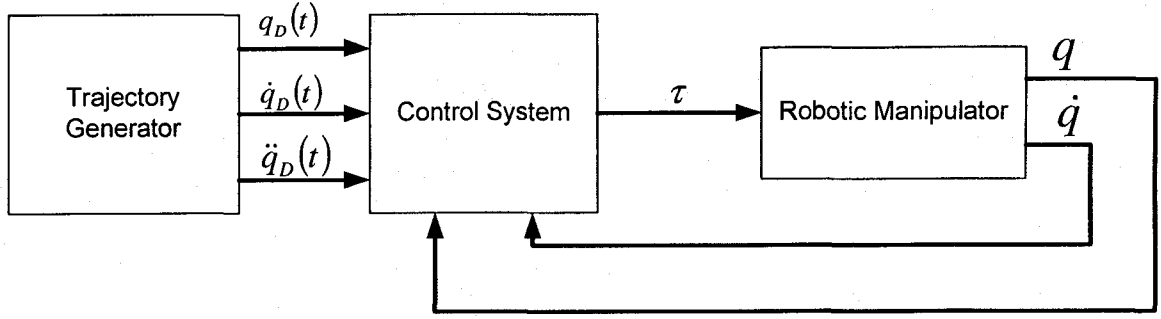 Trajectory
Generator
q_D(t)
q̇_D(t)
q̈_D(t)
Control System
τ
Robotic Manipulator
q
q̇